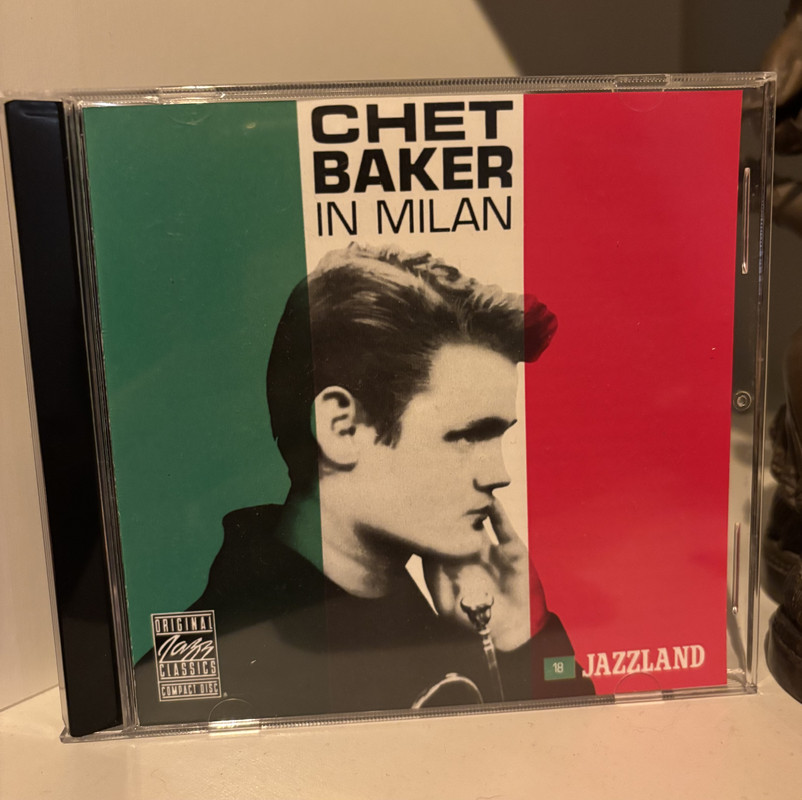 CHET
BAKER
IN MILAN
ORIGINAL
Jazz
CLASSICS
COMPACT DISC
18 JAZZLAND